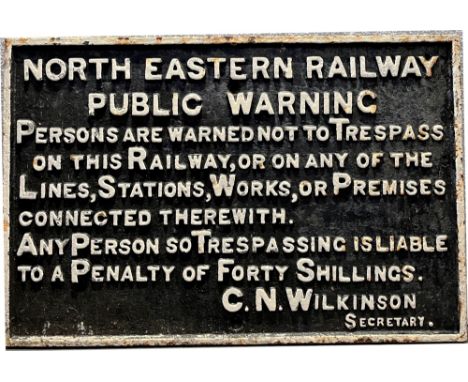 NORTH EASTERN RAILWAY
PUBLIC WARNING
PERSONS ARE WARNED NOT TO TRESPASS
ON THIS RAILWAY, OR ON ANY OF THE
LINES, STATIONS, WORKS, OR PREMISES
CONNECTED THEREWITH.
ANY PERSON SO TRESPASSING IS LIABLE
TO A PENALTY OF FORTY SHILLINGS.
C. N. WILKINSON
SECRETARY.